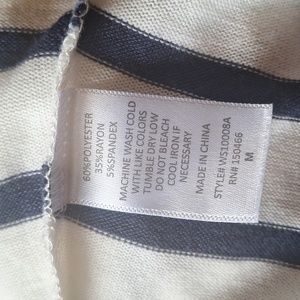 60%POLYESTER
35%RAYON
5%SPANDEX
MACHINE WASH COLD
WITH LIKE COLORS
TUMBLE DRY LOW
DO NOT BLEACH
COOL IRON IF
NECESSARY
MADE IN CHINA
STYLE# WS1000BA
RN# 150466
M